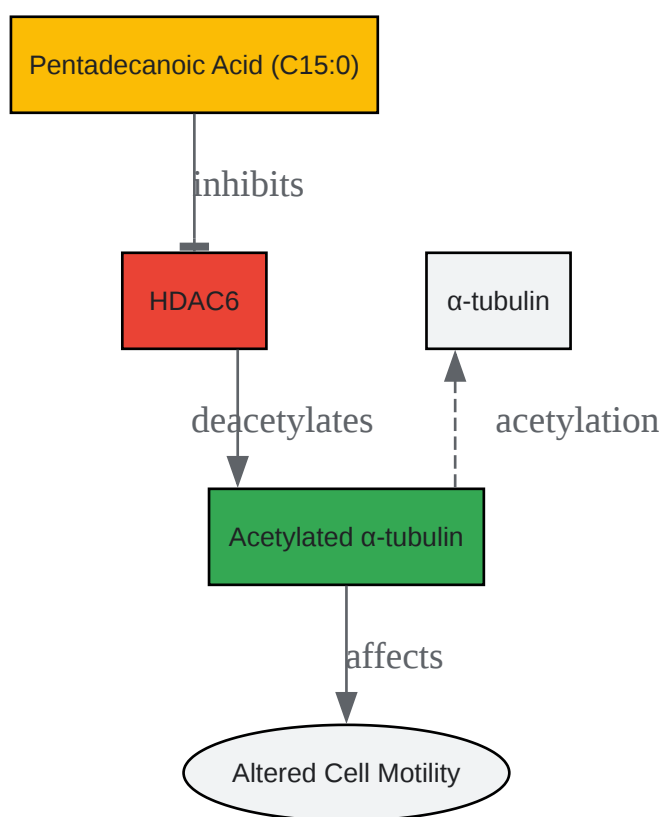 Pentadecanoic Acid (C15:0)
inhibits
HDAC6
α-tubulin
deacetylates
acetylation
Acetylated α-tubulin
affects
Altered Cell Motility